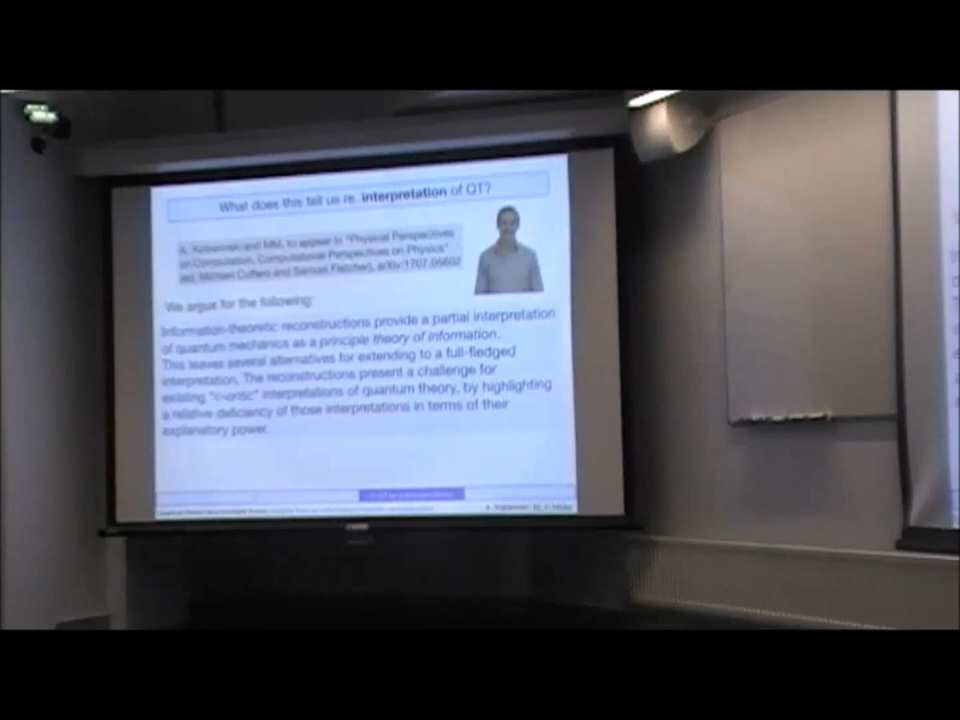 What does this tell us re. interpretation of QT?
and MM, to appear in "Physical Perspectives
on Computation, Computational Perspectives on Physics"
Michael Cuffaro and Samuel Fletcher), arXiv:1707.05602
We argue for the following:
Information-theoretic reconstructions provide a partial interpretation
of quantum mechanics as a principle theory of information.
This leaves several alternatives for extending to a full-fledged
interpretation. The reconstructions present a challenge for
existing "ψ-ontic" interpretations of quantum theory, by highlighting
a relative deficiency of those interpretations in terms of their
explanatory power.